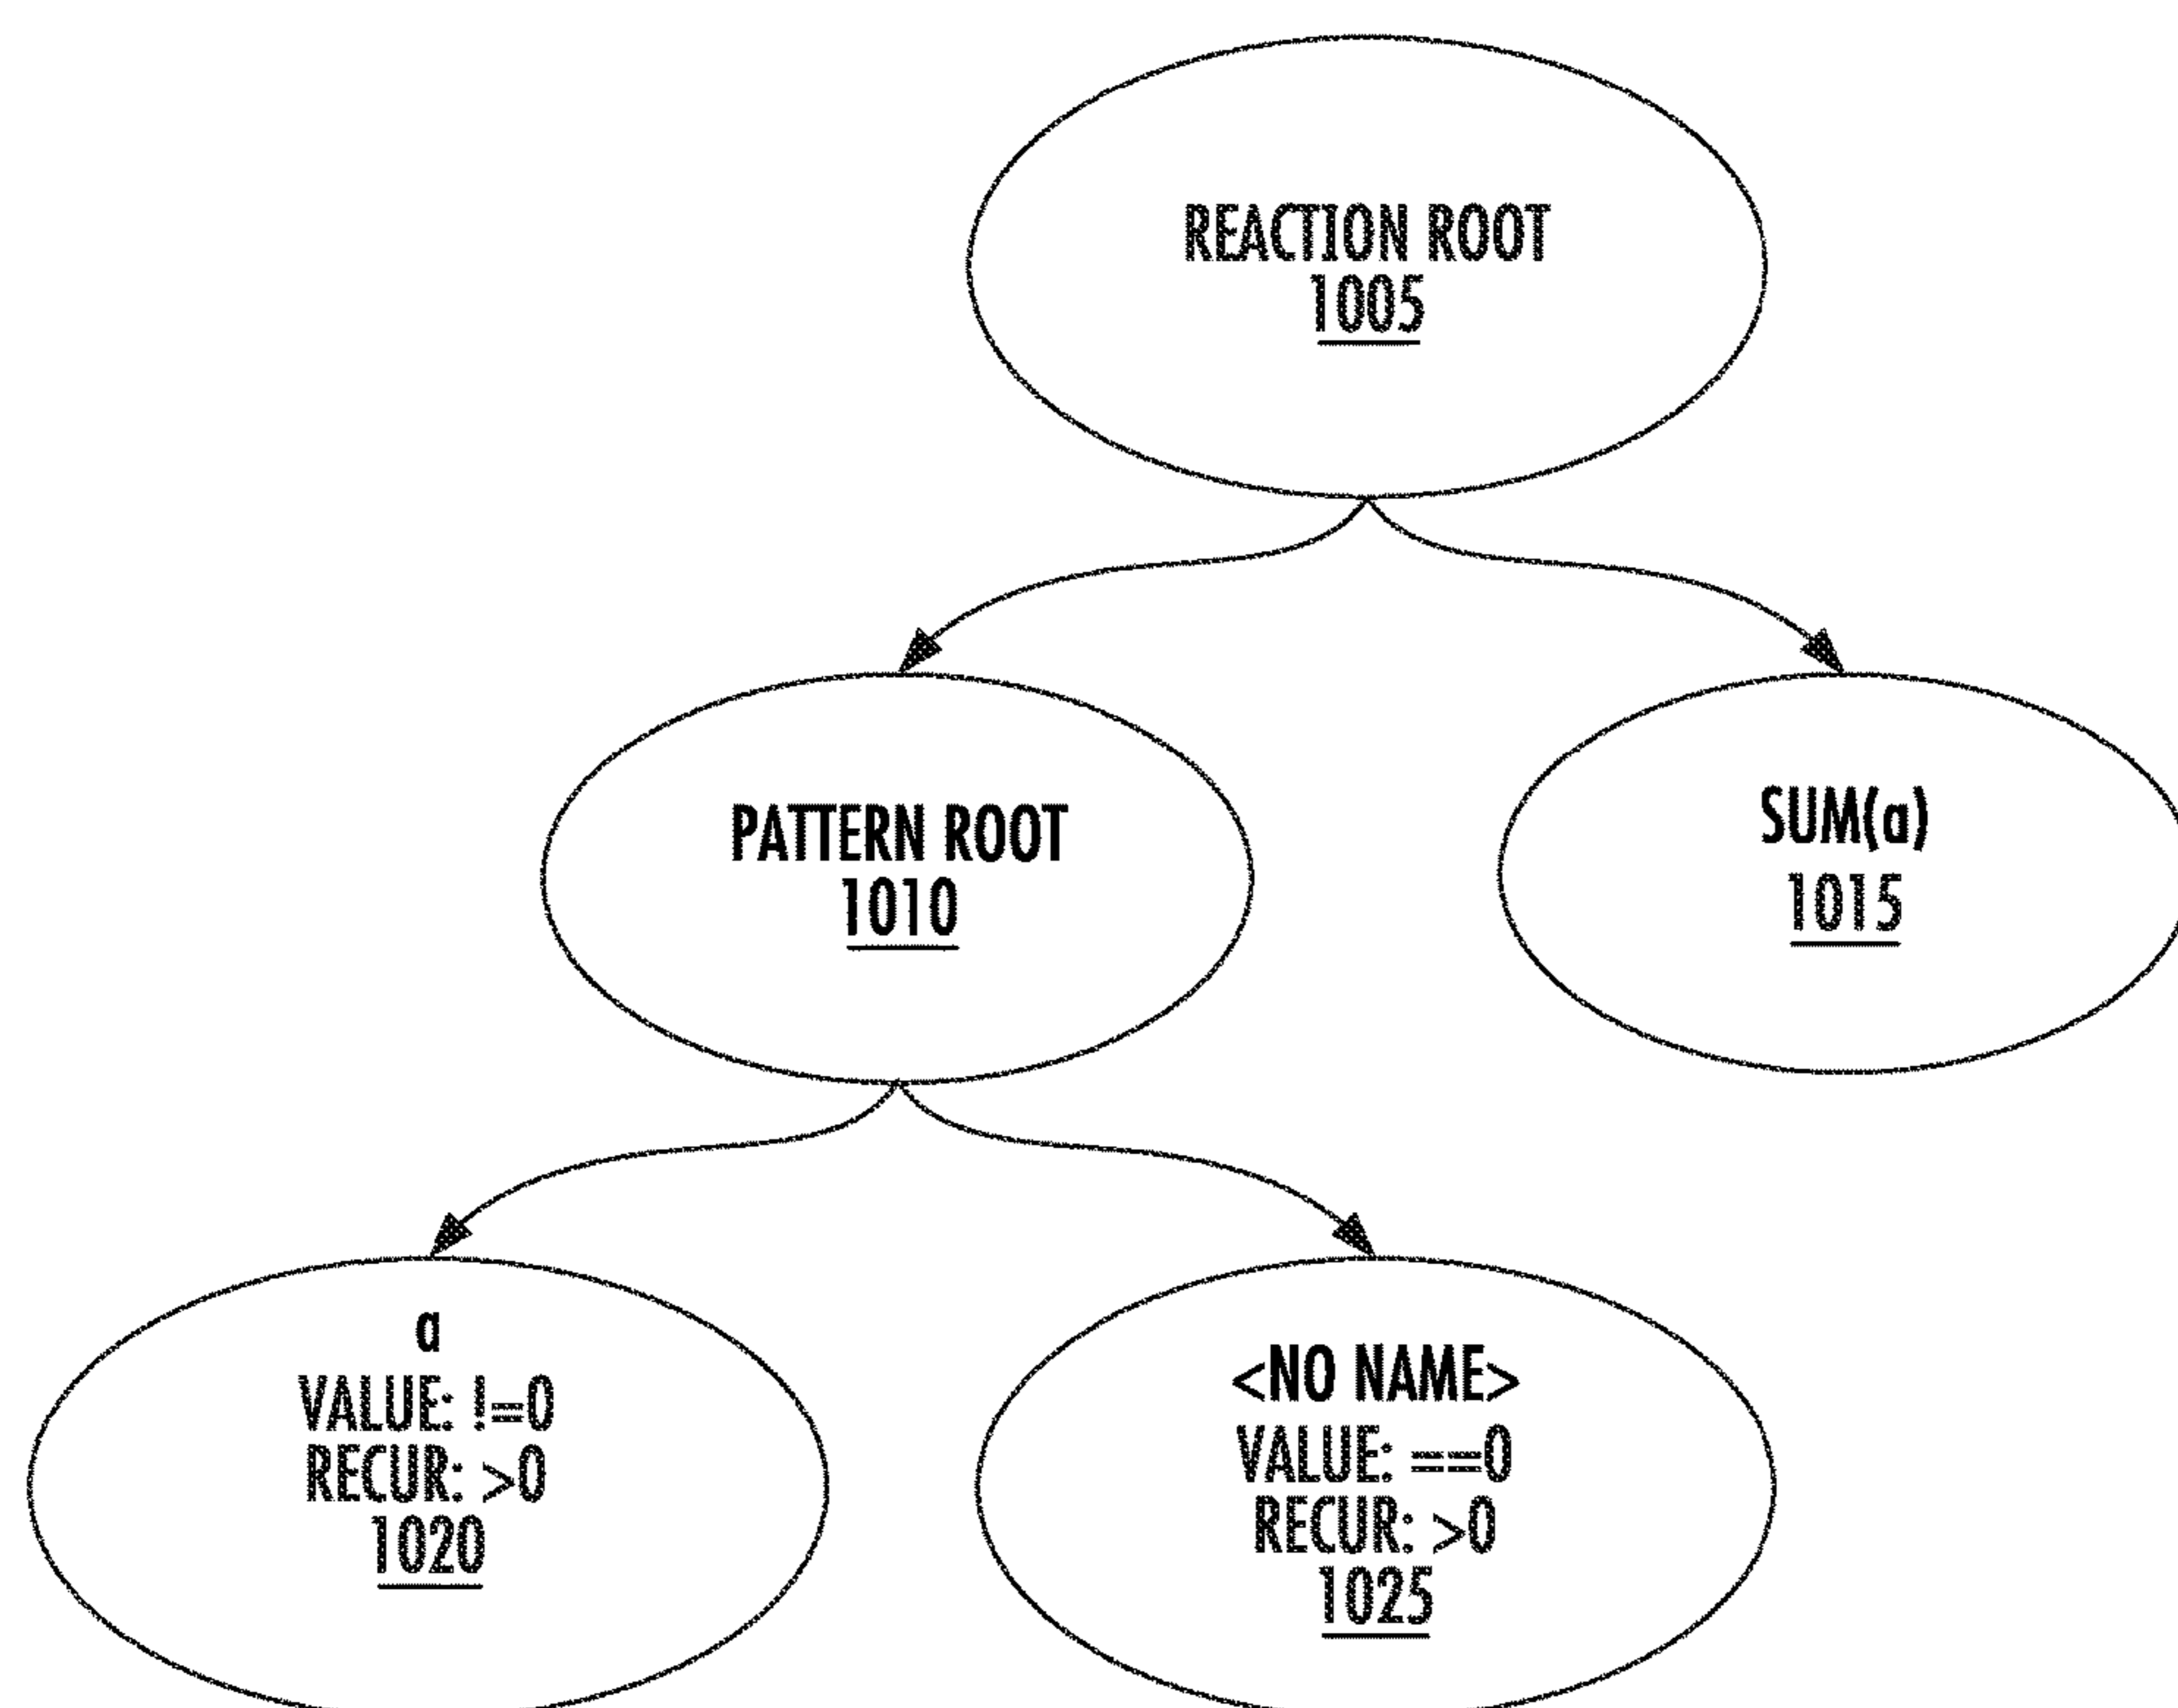 REACTION ROOT
1005
PATTERN ROOT
1010
SUM(a)
1015
a
VALUE: !=0
RECUR: >0
1020
<NO NAME>
VALUE: ==0
RECUR: >0
1025